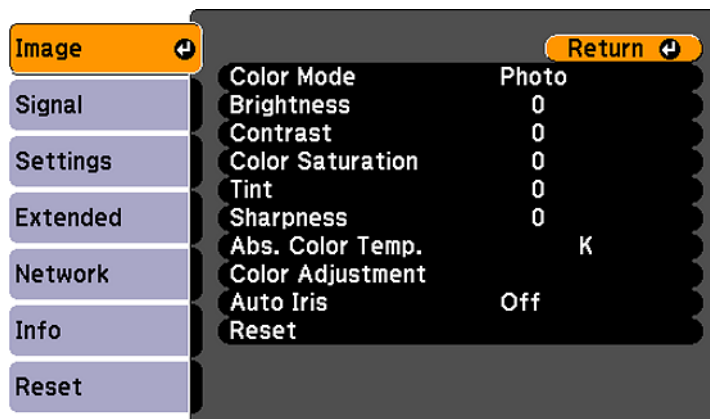 Image
Signal
Settings
Extended
Network
Info
Reset
Return
Color Mode Photo
Brightness 0
Contrast 0
Color Saturation 0
Tint 0
Sharpness 0
Abs. Color Temp. K
Color Adjustment
Auto Iris Off
Reset